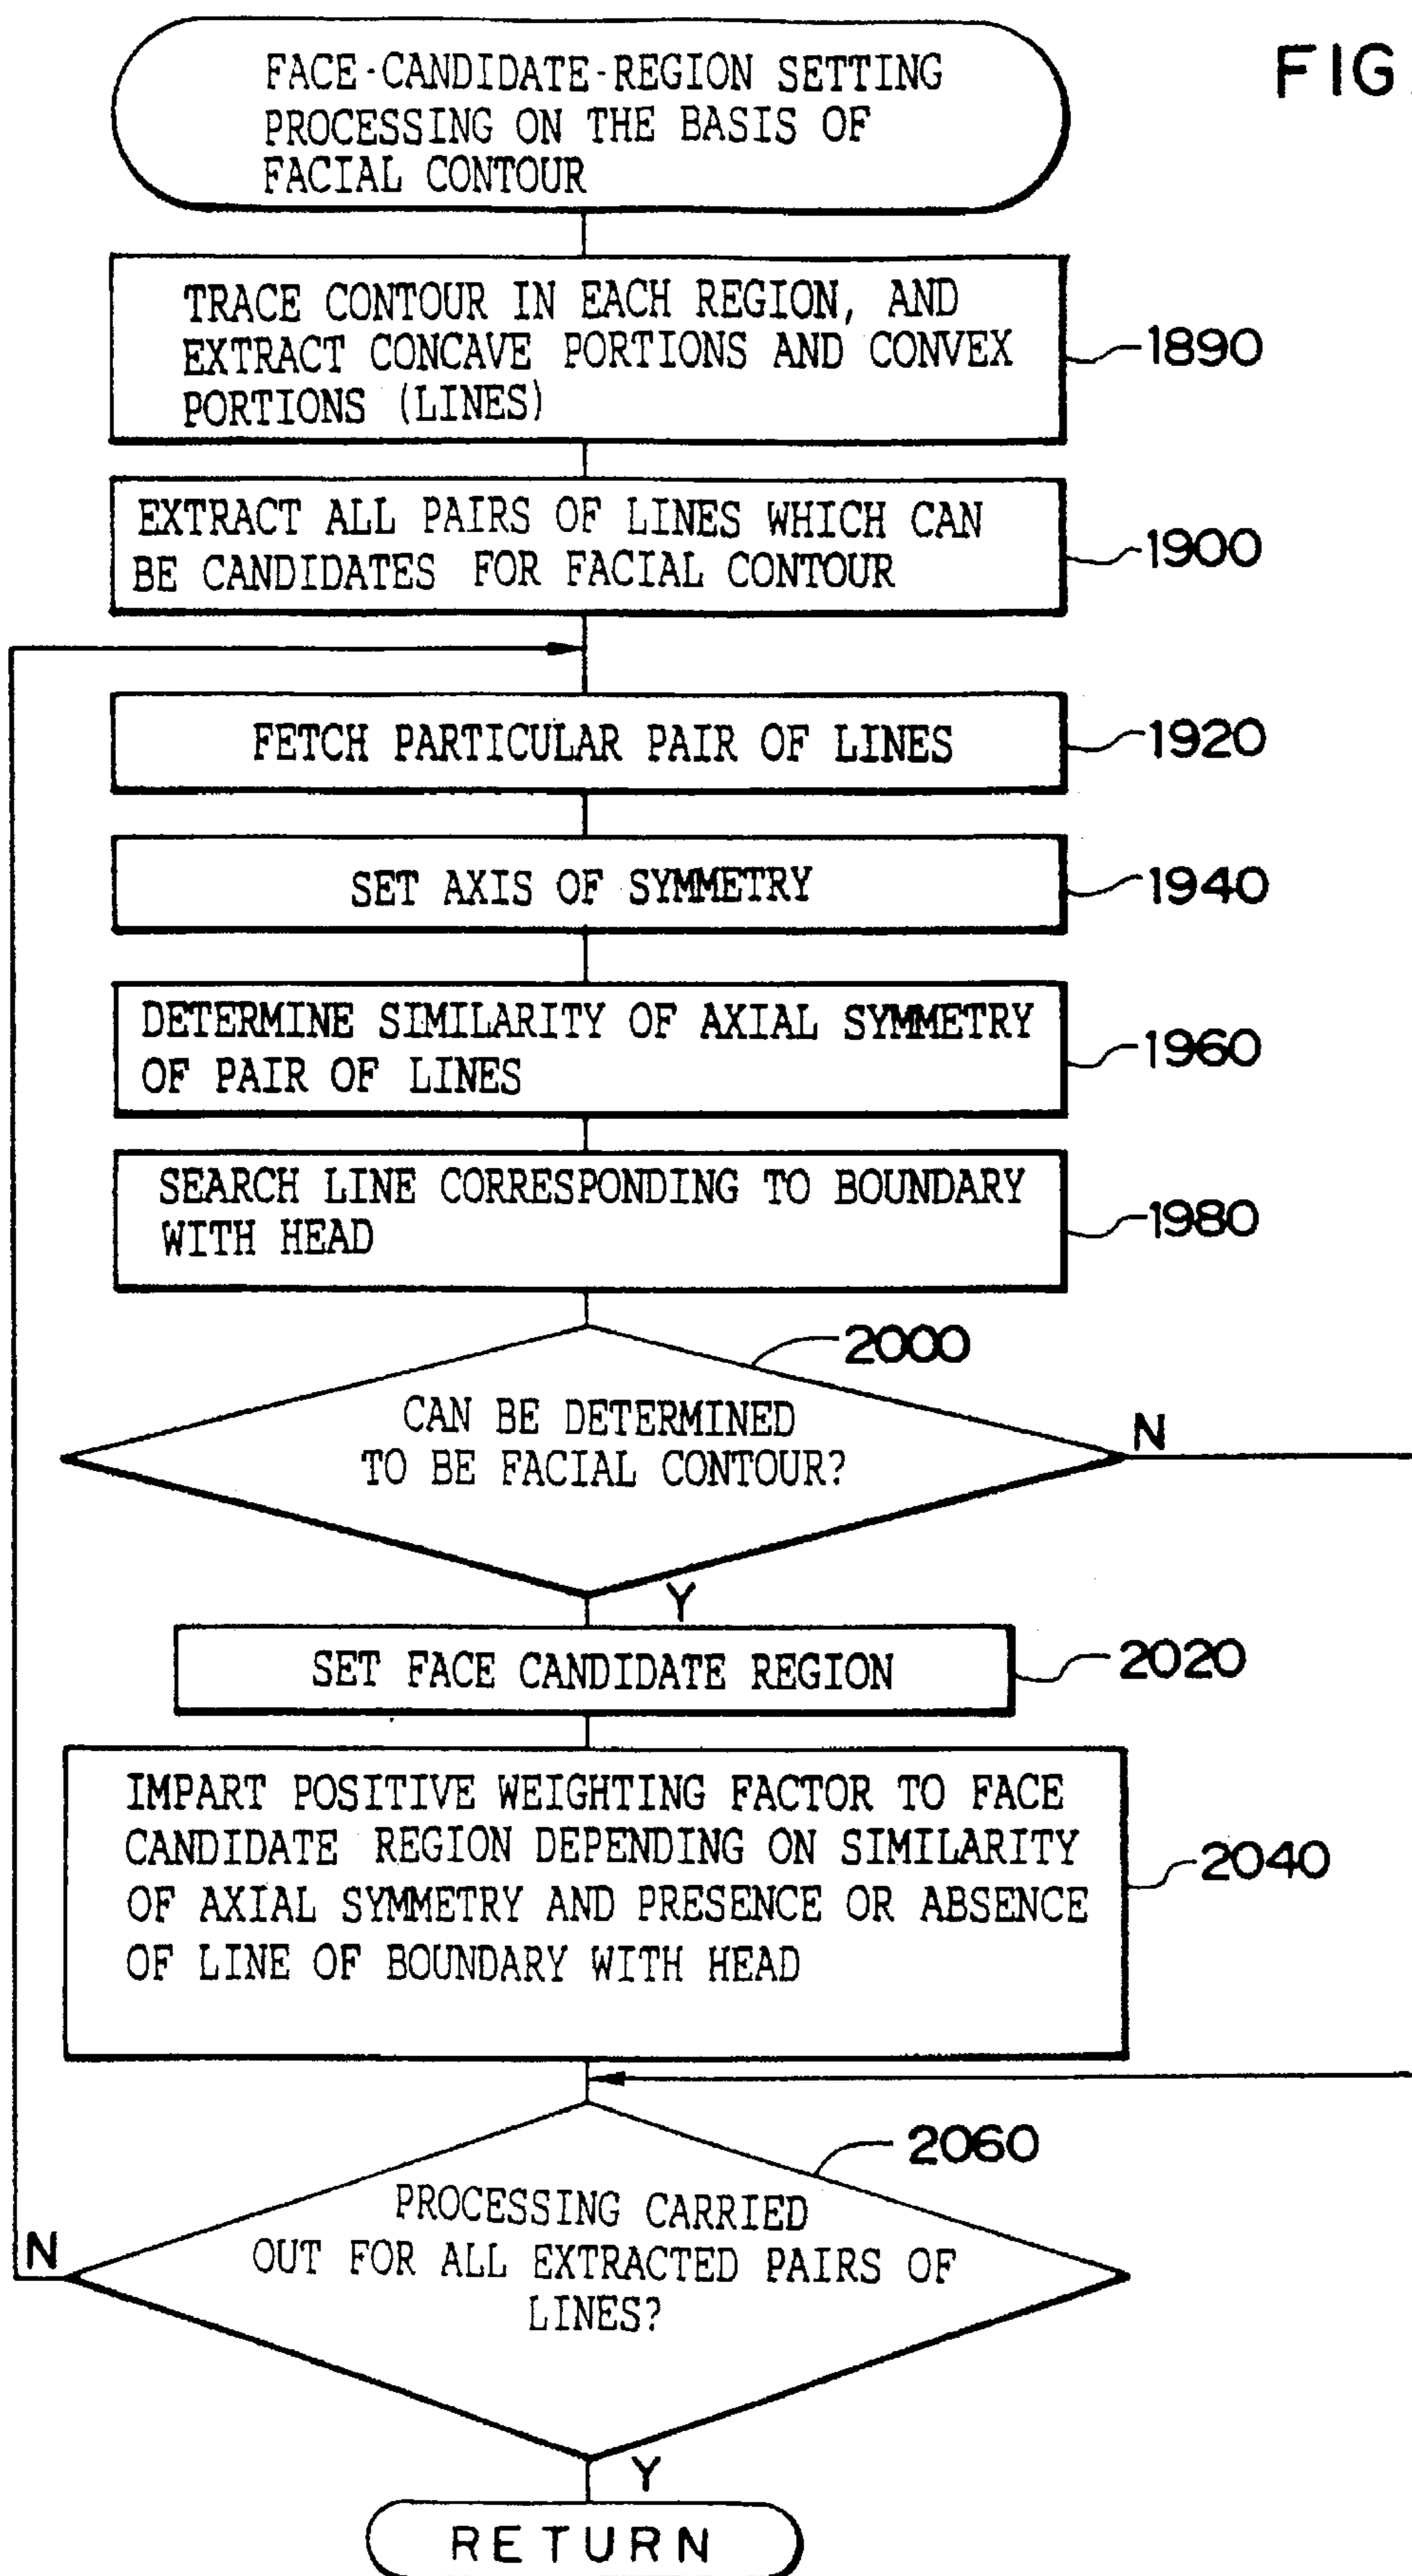 FIG.
FACE-CANDIDATE-REGION SETTING
PROCESSING ON THE BASIS OF
FACIAL CONTOUR
TRACE CONTOUR IN EACH REGION, AND
EXTRACT CONCAVE PORTIONS AND CONVEX
PORTIONS (LINES)
1890
EXTRACT ALL PAIRS OF LINES WHICH CAN
BE CANDIDATES FOR FACIAL CONTOUR
1900
FETCH PARTICULAR PAIR OF LINES
1920
SET AXIS OF SYMMETRY
1940
DETERMINE SIMILARITY OF AXIAL SYMMETRY
OF PAIR OF LINES
1960
SEARCH LINE CORRESPONDING TO BOUNDARY
WITH HEAD
1980
2000
CAN BE DETERMINED
TO BE FACIAL CONTOUR?
N
Y
SET FACE CANDIDATE REGION
2020
IMPART POSITIVE WEIGHTING FACTOR TO FACE
CANDIDATE REGION DEPENDING ON SIMILARITY
OF AXIAL SYMMETRY AND PRESENCE OR ABSENCE
OF LINE OF BOUNDARY WITH HEAD
2040
2060
PROCESSING CARRIED
OUT FOR ALL EXTRACTED PAIRS OF
LINES?
N
Y
RETURN